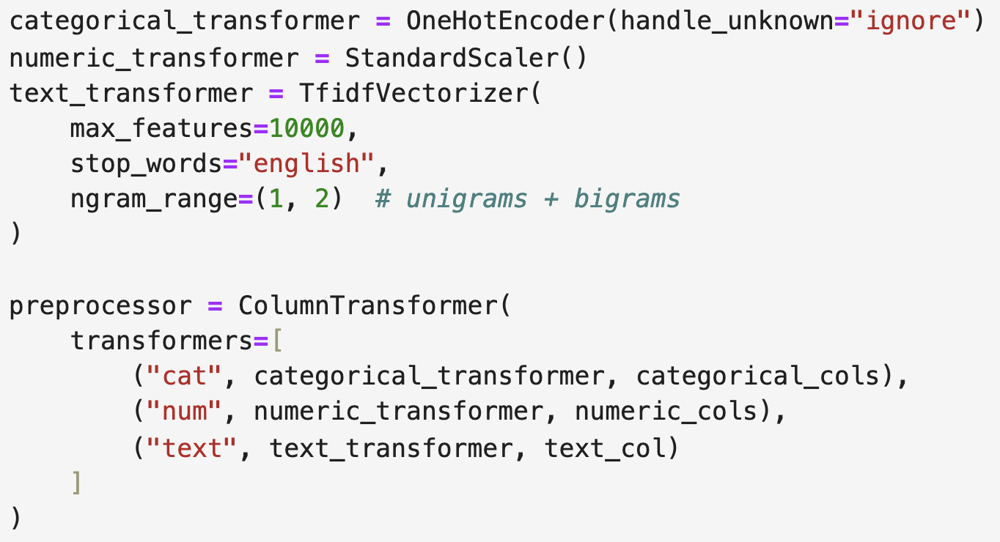 categorical_transformer = OneHotEncoder(handle_unknown="ignore")
numeric_transformer = StandardScaler()
text_transformer = TfidfVectorizer(
    max_features=10000,
    stop_words="english",
    ngram_range=(1, 2)  # unigrams + bigrams
)

preprocessor = ColumnTransformer(
    transformers=[
        ("cat", categorical_transformer, categorical_cols),
        ("num", numeric_transformer, numeric_cols),
        ("text", text_transformer, text_col)
    ]
)